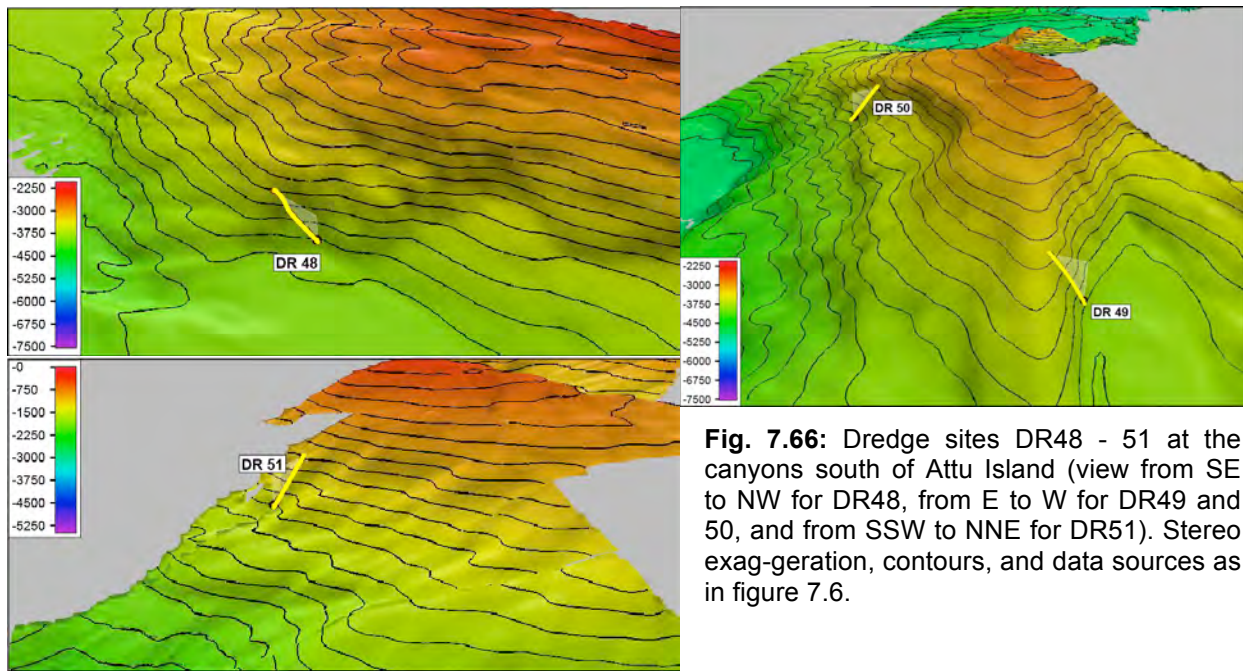 -2250
-3000
-3750
-4500
-5250
-6000
-6750
-7500
DR 48
DR 50
DR 49
-2250
-3000
-3750
-4500
-5250
-6000
-6750
-7500
-0
-750
-1500
-2250
-3000
-3750
-4500
-5250
DR 51
Fig. 7.66: Dredge sites DR48 - 51 at the
canyons south of Attu Island (view from SE
to NW for DR48, from E to W for DR49 and
50, and from SSW to NNE for DR51). Stereo
exag-geration, contours, and data sources as
in figure 7.6.